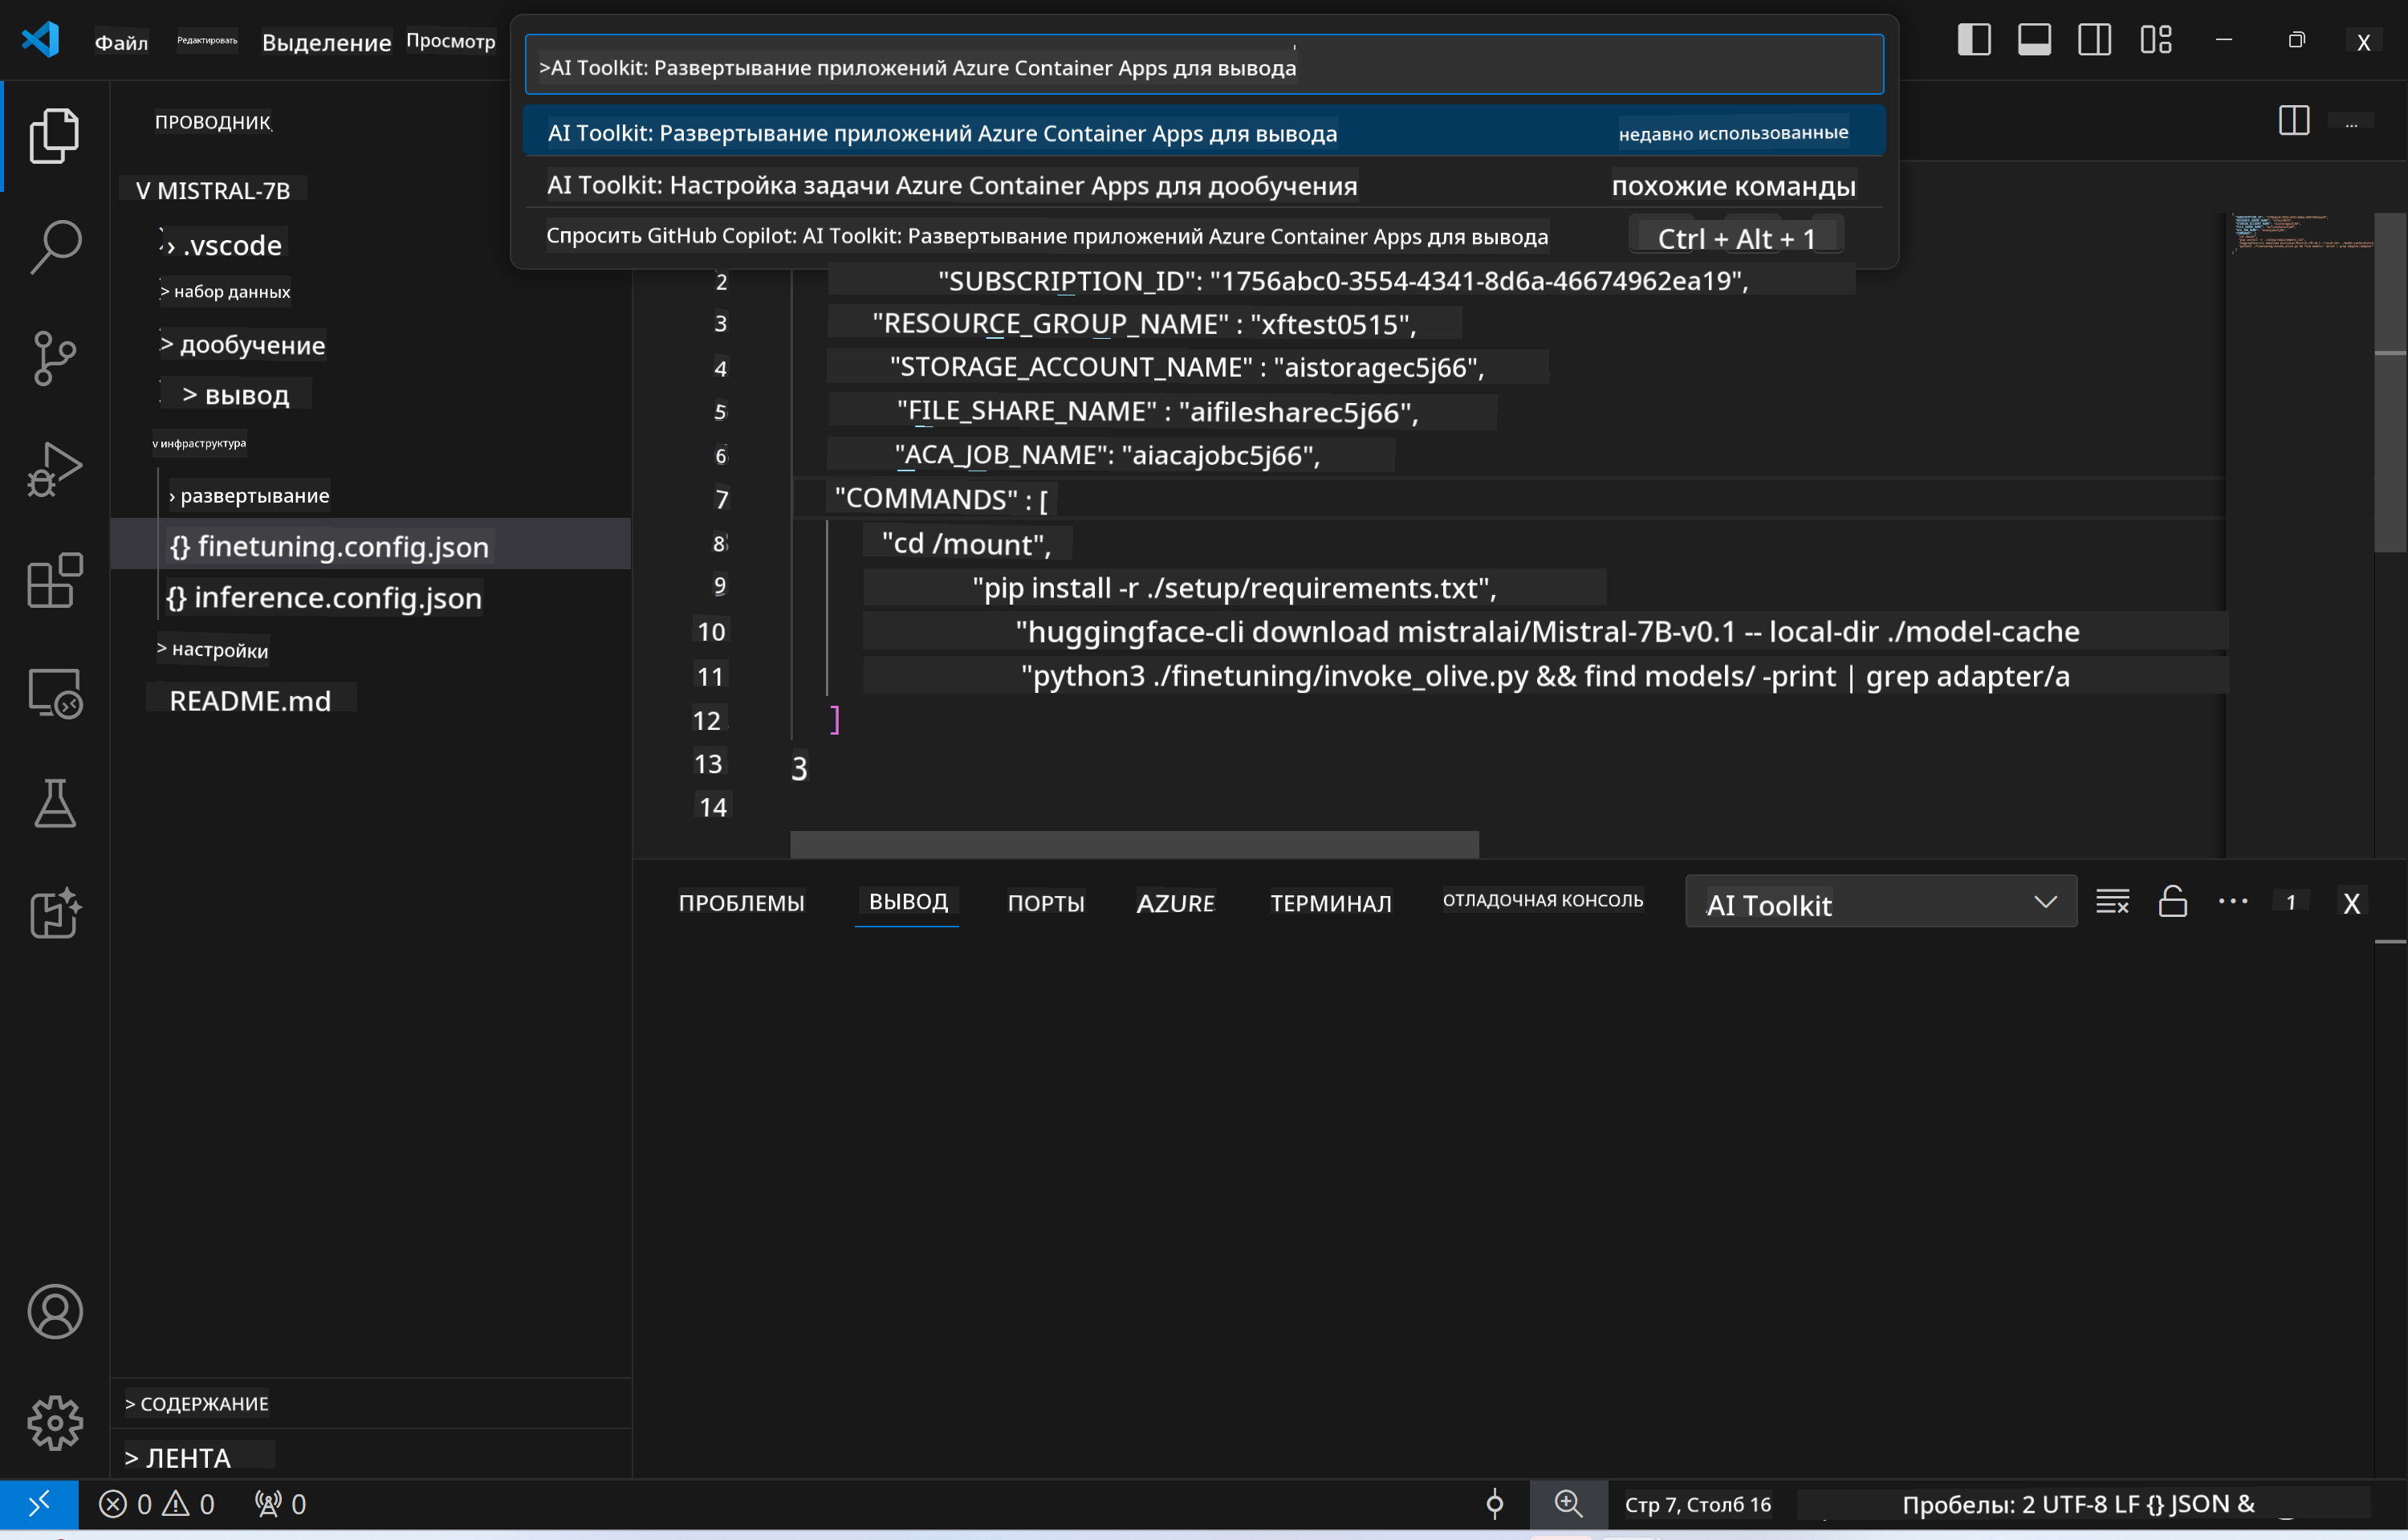 Файл Редактировать Выделение Просмотр
>AI Toolkit: Развертывание приложений Azure Container Apps для вывода
AI Toolkit: Развертывание приложений Azure Container Apps для вывода недавно использованные
AI Toolkit: Настройка задачи Azure Container Apps для дообучения похожие команды
Спросить GitHub Copilot: AI Toolkit: Развертывание приложений Azure Container Apps для вывода Ctrl + Alt + 1
X
...
ПРОВОДНИК
V MISTRAL-7B
› .vscode
> набор данных
> дообучение
> вывод
v инфраструктура
› развертывание
{} finetuning.config.json
{} inference.config.json
> настройки
README.md
> СОДЕРЖАНИЕ
> ЛЕНТА
2 "SUBSCRIPTION_ID": "1756abc0-3554-4341-8d6a-46674962ea19",
3 "RESOURCE_GROUP_NAME" : "xftest0515",
4 "STORAGE_ACCOUNT_NAME" : "aistoragec5j66",
5 "FILE_SHARE_NAME" : "aifilesharec5j66",
6 "ACA_JOB_NAME": "aiacajobc5j66",
7 "COMMANDS" : [
8 "cd /mount",
9 "pip install -r ./setup/requirements.txt",
10 "huggingface-cli download mistralai/Mistral-7B-v0.1 -- local-dir ./model-cache
11 "python3 ./finetuning/invoke_olive.py && find models/ -print | grep adapter/a
12 ]
13 3
14
ПРОБЛЕМЫ ВЫВОД ПОРТЫ AZURE ТЕРМИНАЛ ОТЛАДОЧНАЯ КОНСОЛЬ AI Toolkit ... 1 X
0 0 0 Стр 7, Столб 16 Пробелы: 2 UTF-8 LF {} JSON &